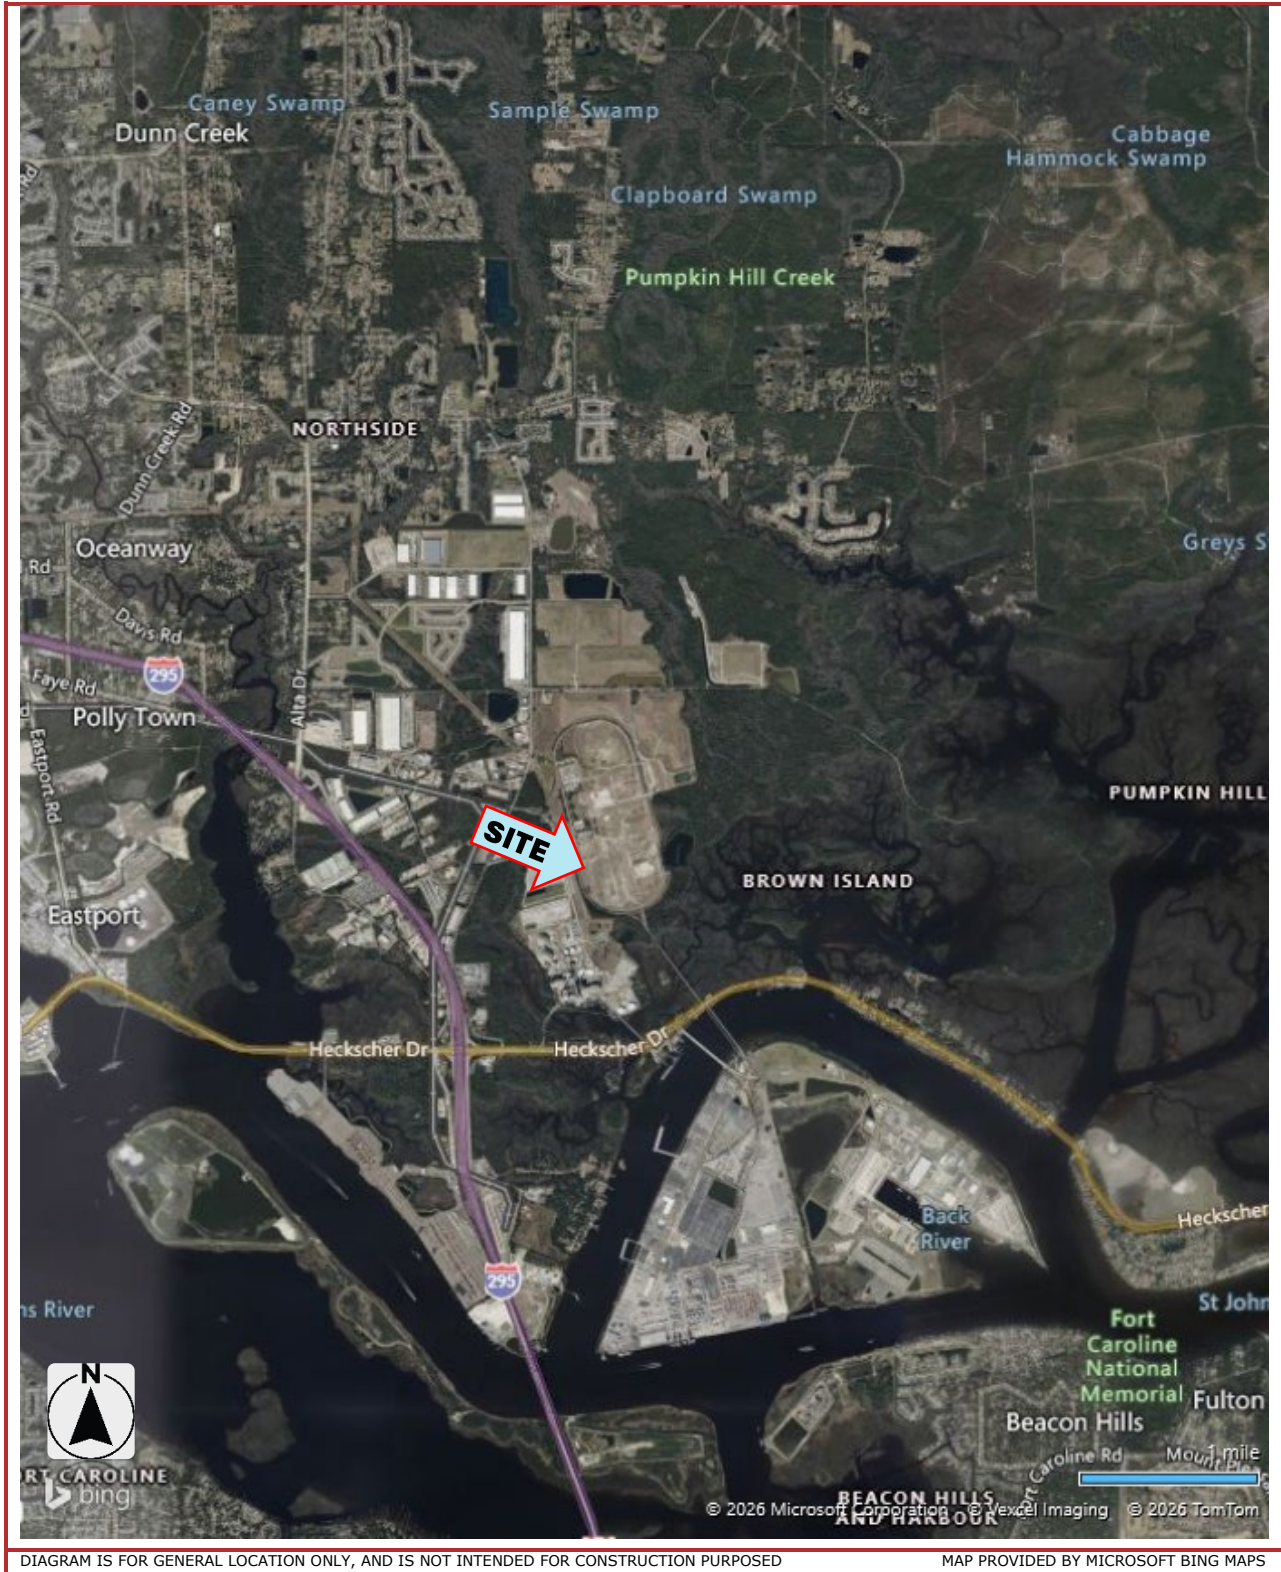 Caney Swamp
Sample Swamp
Dunn Creek
Cabbage
Hammock Swamp
Rd
Clapboard Swamp
Pumpkin Hill Creek
NORTHSIDE
Dunn Creek Rd
Oceanway
Greys S
Rd
Davis Rd
295
Faye Rd
Alta Dr
Polly Town
Eastport Rd
PUMPKIN HILL
SITE
BROWN ISLAND
Eastport
Heckscher Dr
Heckscher Dr
Back
River
Heckscher
295
ns River
St John
Fort
Caroline
National
Memorial
Fulton
N
Beacon Hills
1 mile
ort Caroline Rd
RT CAROLINE
bing
BEACON HILLS
AND HARBOUR
© 2026 Microsoft Corporation © Vexcel Imaging © 2026 TomTom
DIAGRAM IS FOR GENERAL LOCATION ONLY, AND IS NOT INTENDED FOR CONSTRUCTION PURPOSED
MAP PROVIDED BY MICROSOFT BING MAPS